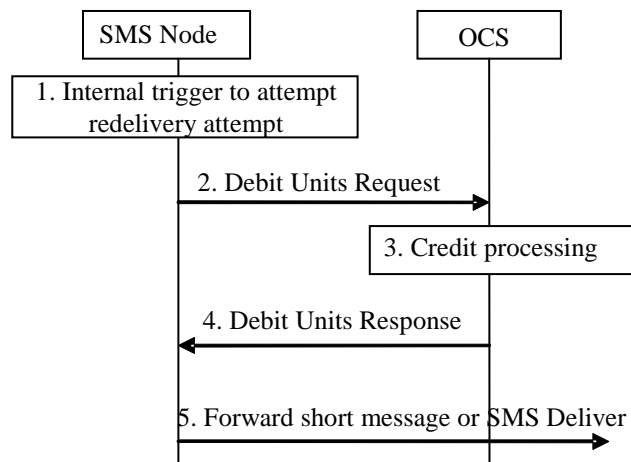 SMS Node
OCS
1. Internal trigger to attempt
redelivery attempt
2. Debit Units Request
3. Credit processing
4. Debit Units Response
5. Forward short message or SMS Deliver